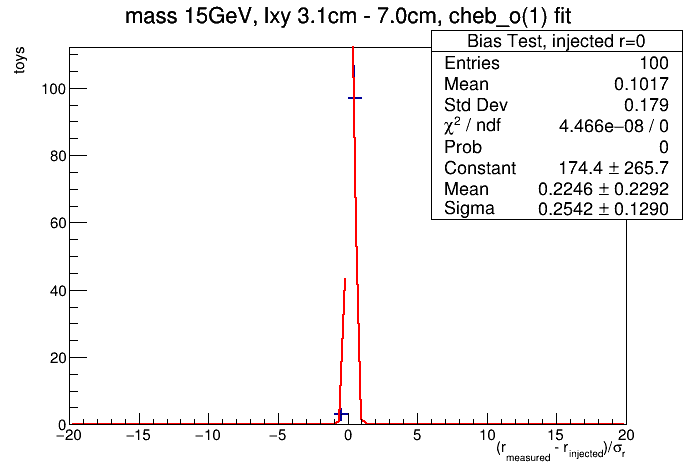 mass 15GeV, lxy 3.1cm - 7.0cm, cheb_o(1) fit
toys
Bias Test, injected r=0
Entries 100
Mean 0.1017
Std Dev 0.179
χ² / ndf 4.466e−08 / 0
Prob 0
Constant 174.4 ± 265.7
Mean 0.2246 ± 0.2292
Sigma 0.2542 ± 0.1290
100
80
60
40
20
0
−20 −15 −10 −5 0 5 10 15 20
(r_measured - r_injected)/σ_r